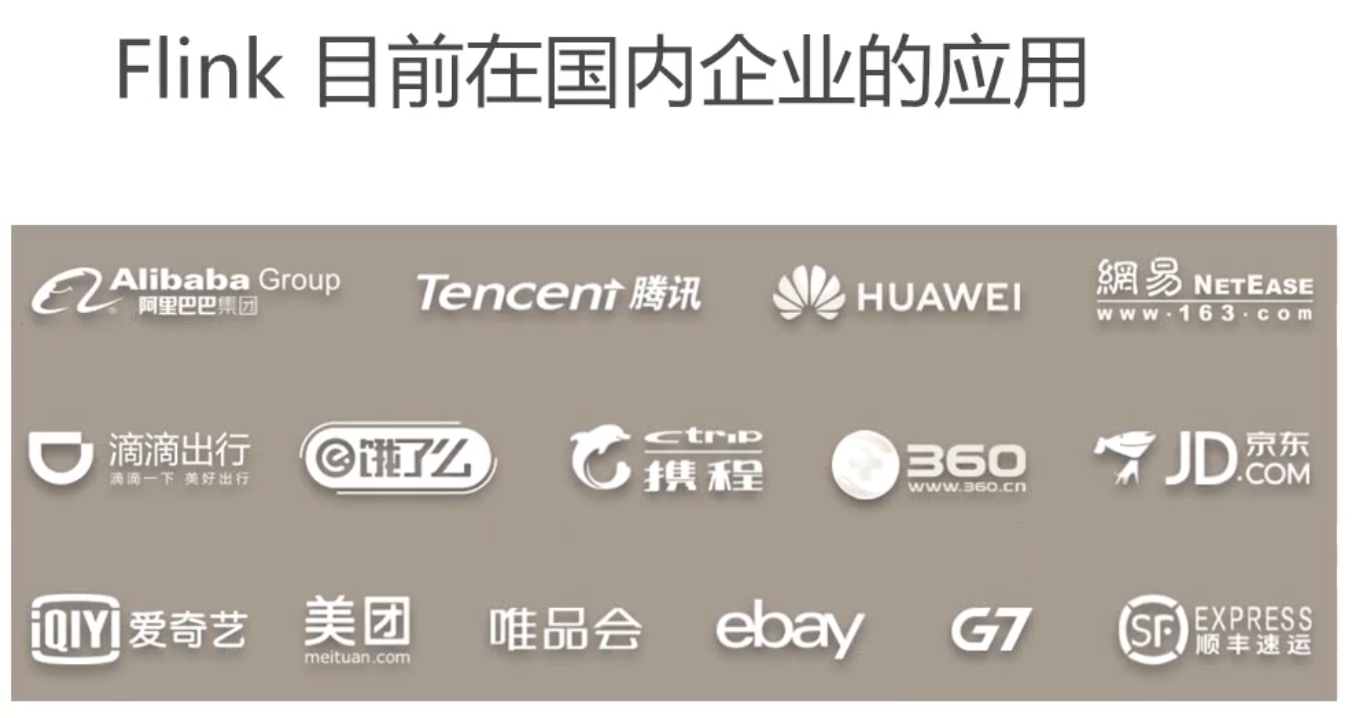 Flink 目前在国内企业的应用
Alibaba Group
阿里巴巴集团
Tencent 腾讯
HUAWEI
網易 NETEASE
www.163.com
滴滴出行
滴滴一下 美好出行
饿了么
Ctrip
携程
360
www.360.cn
JD.COM
京东
iQIYI 爱奇艺
美团
meituan.com
唯品会
ebay
G7
SF EXPRESS
顺丰速运